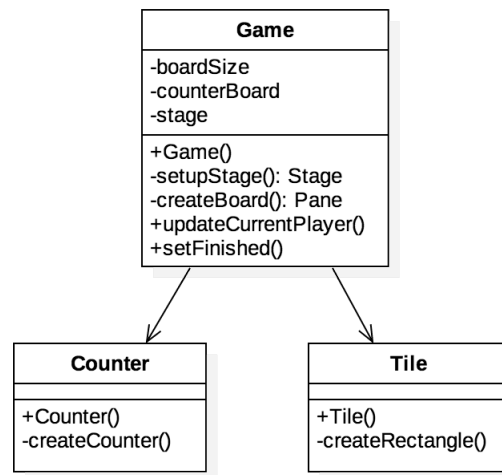 Game
-boardSize
-counterBoard
-stage
+Game()
-setupStage(): Stage
-createBoard(): Pane
+updateCurrentPlayer()
+setFinished()
Counter
+Counter()
-createCounter()
Tile
+Tile()
-createRectangle()